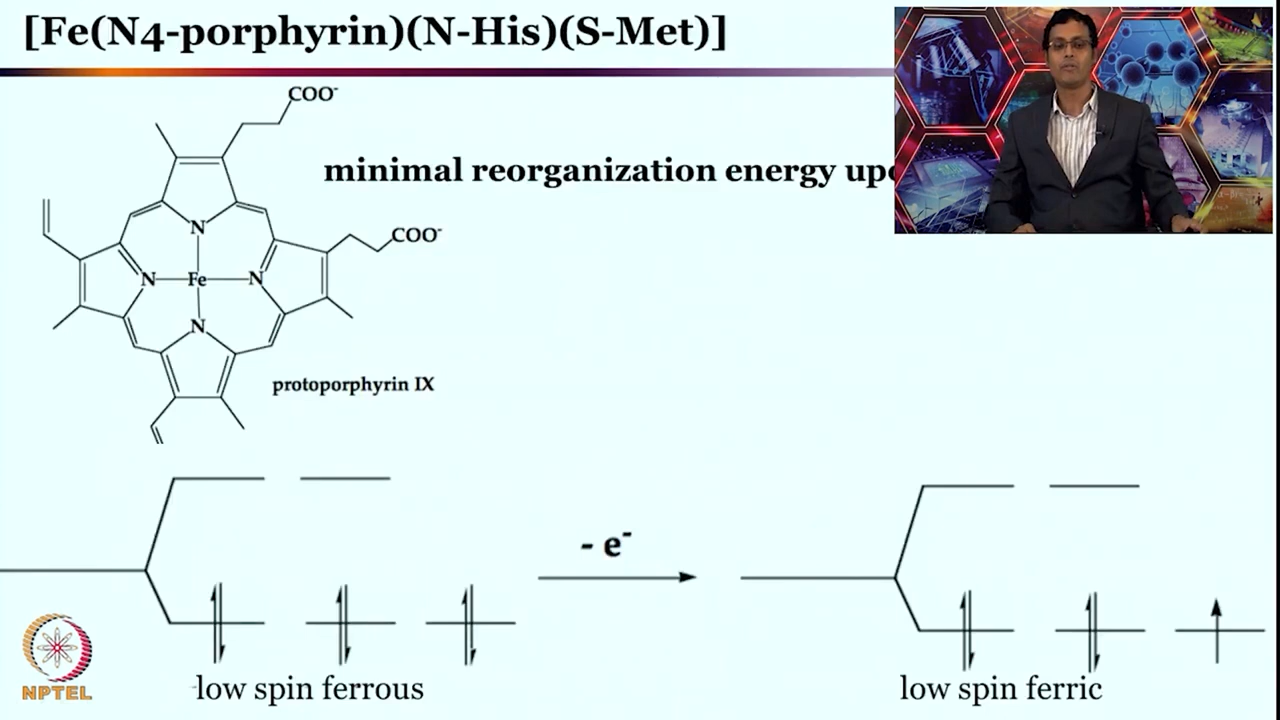 [Fe(N4-porphyrin)(N-His)(S-Met)]
COO-
minimal reorganization energy
COO-
N
N Fe N
N
protoporphyrin IX
- e-
low spin ferrous
low spin ferric
NPTEL